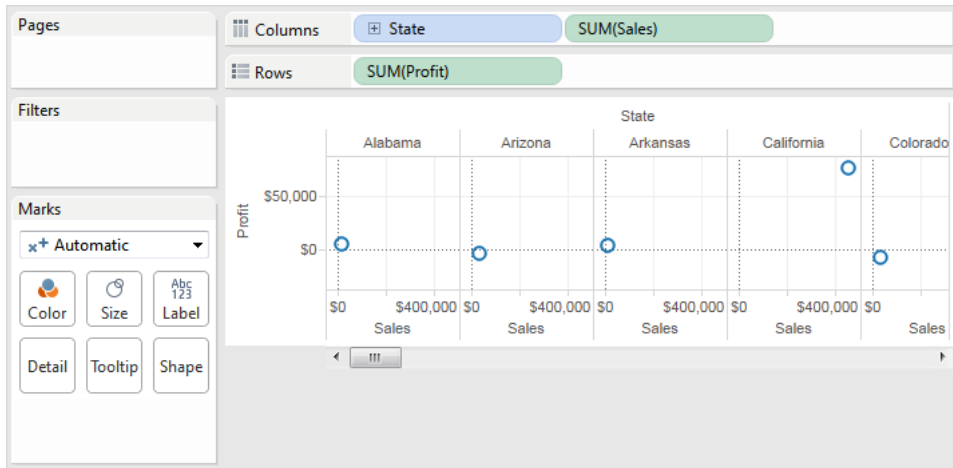 Pages
Columns
State
SUM(Sales)
Rows
SUM(Profit)
Filters
Marks
Automatic
Color
Size
Abc
123
Label
Detail
Tooltip
Shape
State
Alabama Arizona Arkansas California Colorado
Profit
$50,000
$0
$0 $400,000 $0 $400,000 $0 $400,000 $0 $400,000 $0
Sales Sales Sales Sales Sales